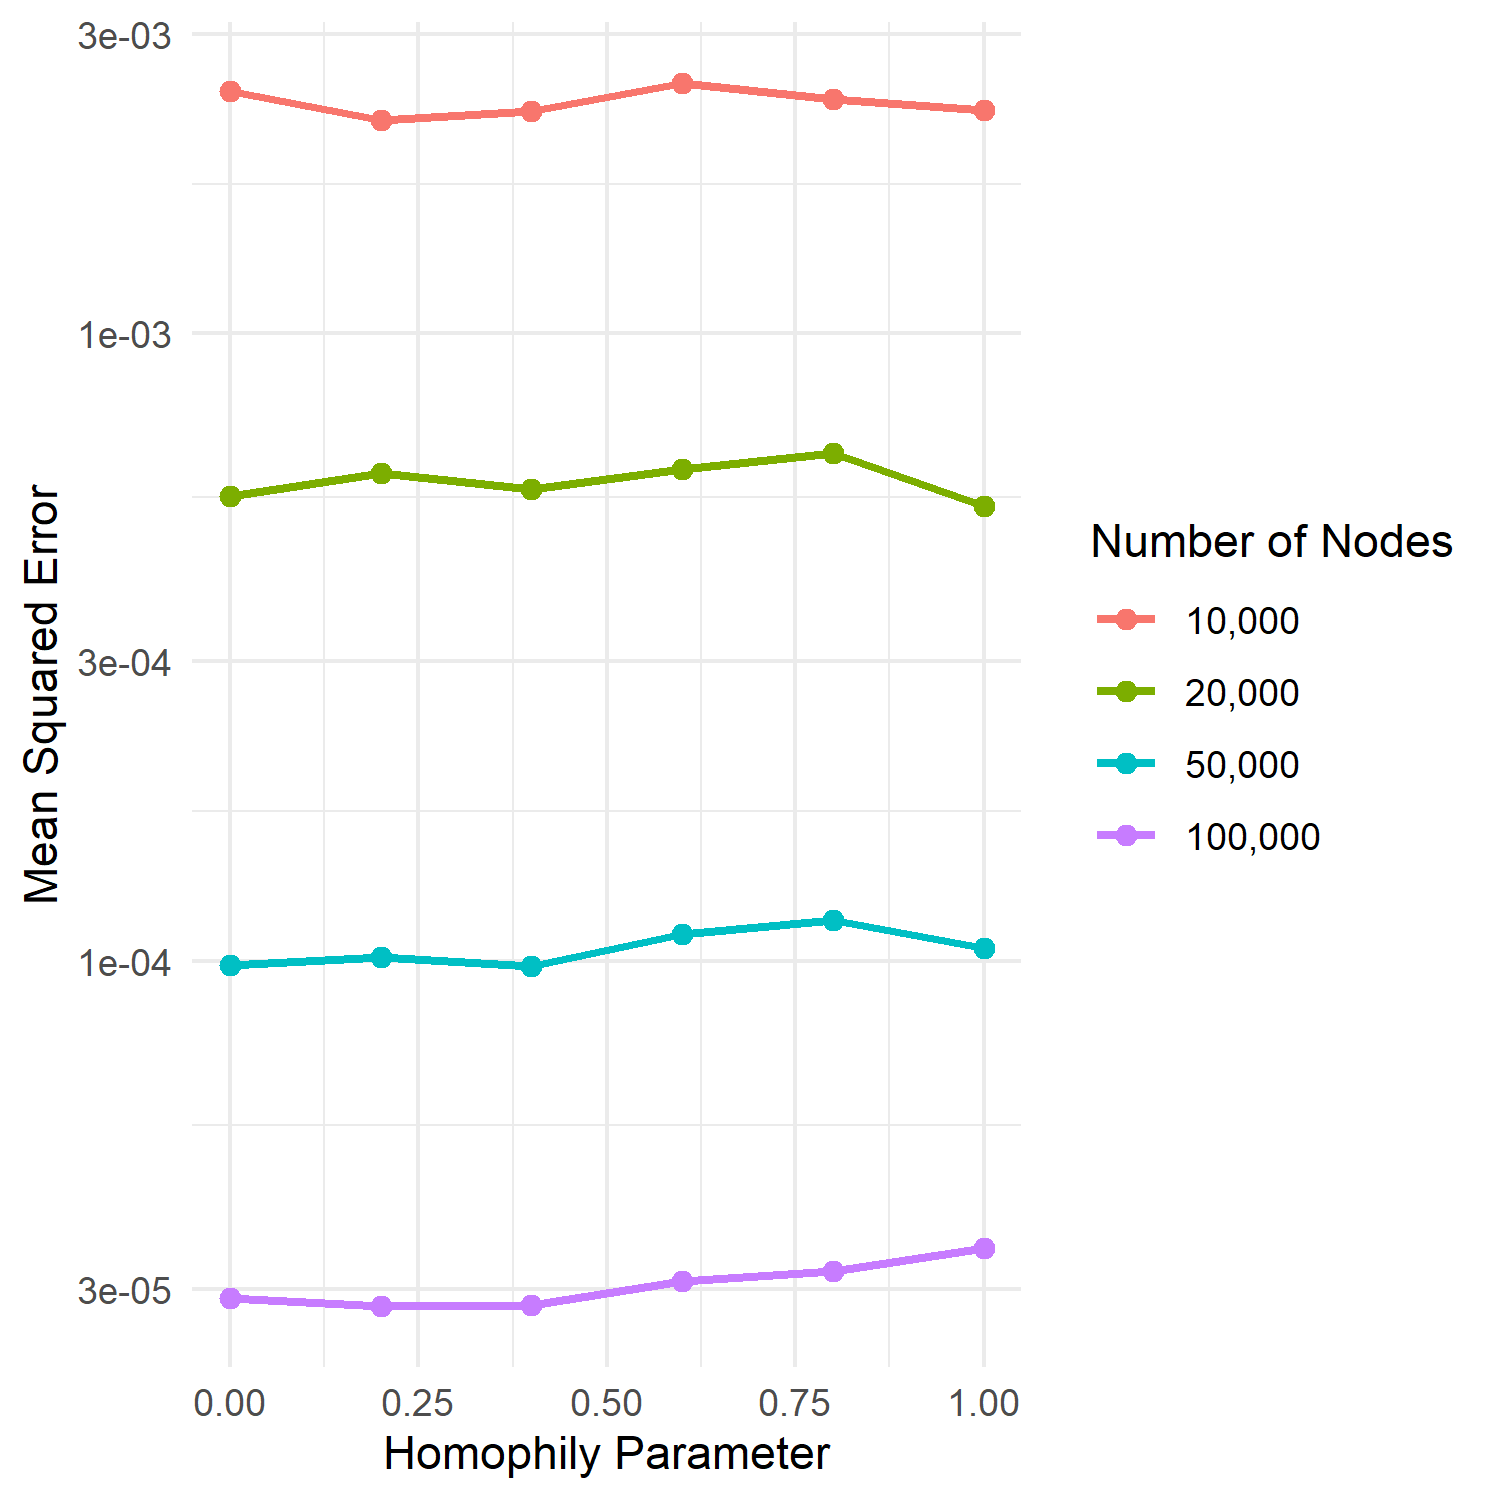 Mean Squared Error
3e-03
1e-03
3e-04
1e-04
3e-05
0.00 0.25 0.50 0.75 1.00
Homophily Parameter
Number of Nodes
10,000
20,000
50,000
100,000